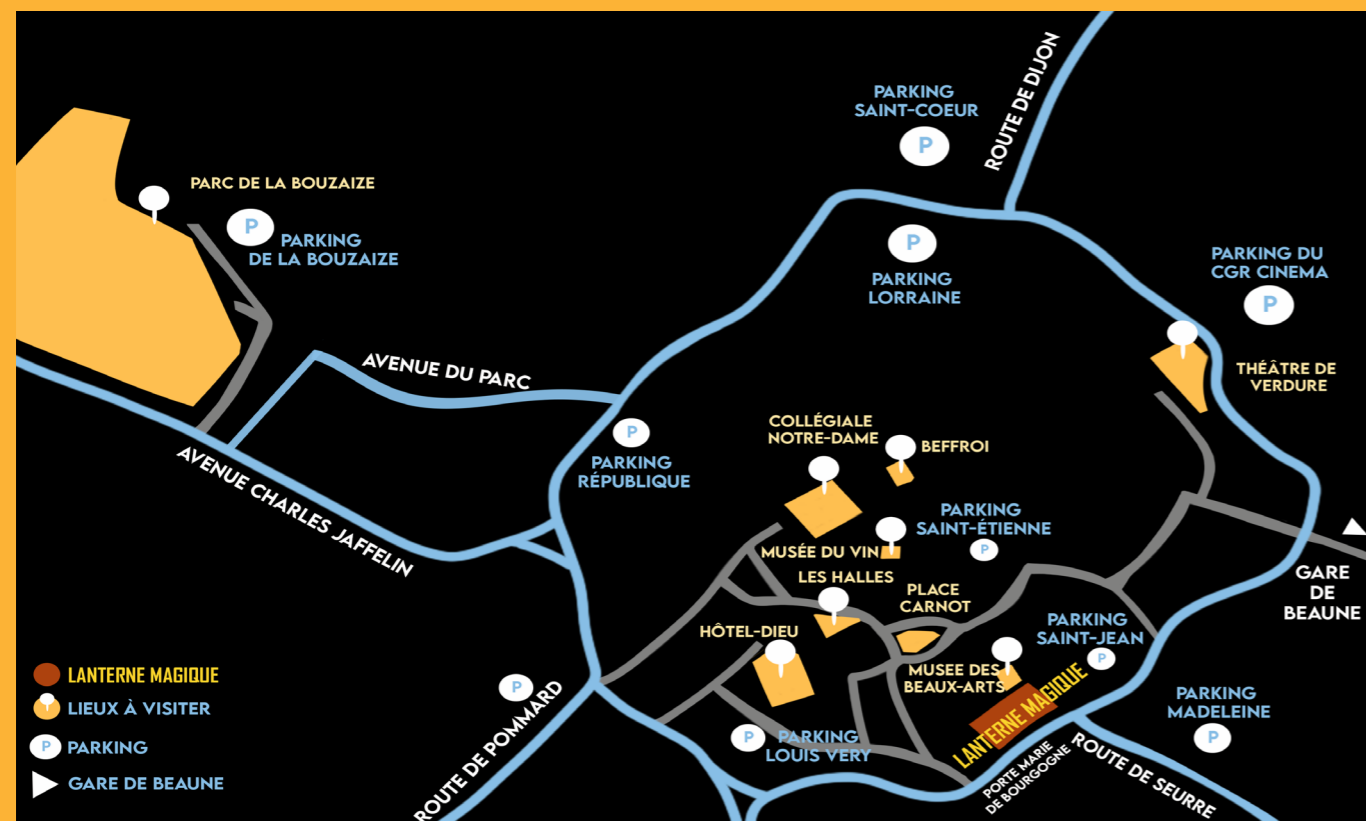 PARKING
SAINT-COEUR
P
ROUTE DE DIJON
PARC DE LA BOUZAIZE
P
PARKING
DE LA BOUZAIZE
P
PARKING
LORRAINE
PARKING DU
CGR CINEMA
P
THÉÂTRE DE
VERDURE
AVENUE DU PARC
P
PARKING
RÉPUBLIQUE
COLLÉGIALE
NOTRE-DAME
BEFFROI
AVENUE CHARLES JAFFELIN
PARKING
SAINT-ÉTIENNE
P
MUSÉE DU VIN
LES HALLES
PLACE
CARNOT
GARE
DE
BEAUNE
HÔTEL-DIEU
PARKING
SAINT-JEAN
P
MUSEE DES
BEAUX-ARTS
LANTERNE MAGIQUE
P
ROUTE DE POMMARD
P
PARKING
LOUIS VERY
PORTE MARIE
DE BOURGOGNE
ROUTE DE SEURRE
PARKING
MADELEINE
P
LANTERNE MAGIQUE
LIEUX À VISITER
P PARKING
GARE DE BEAUNE